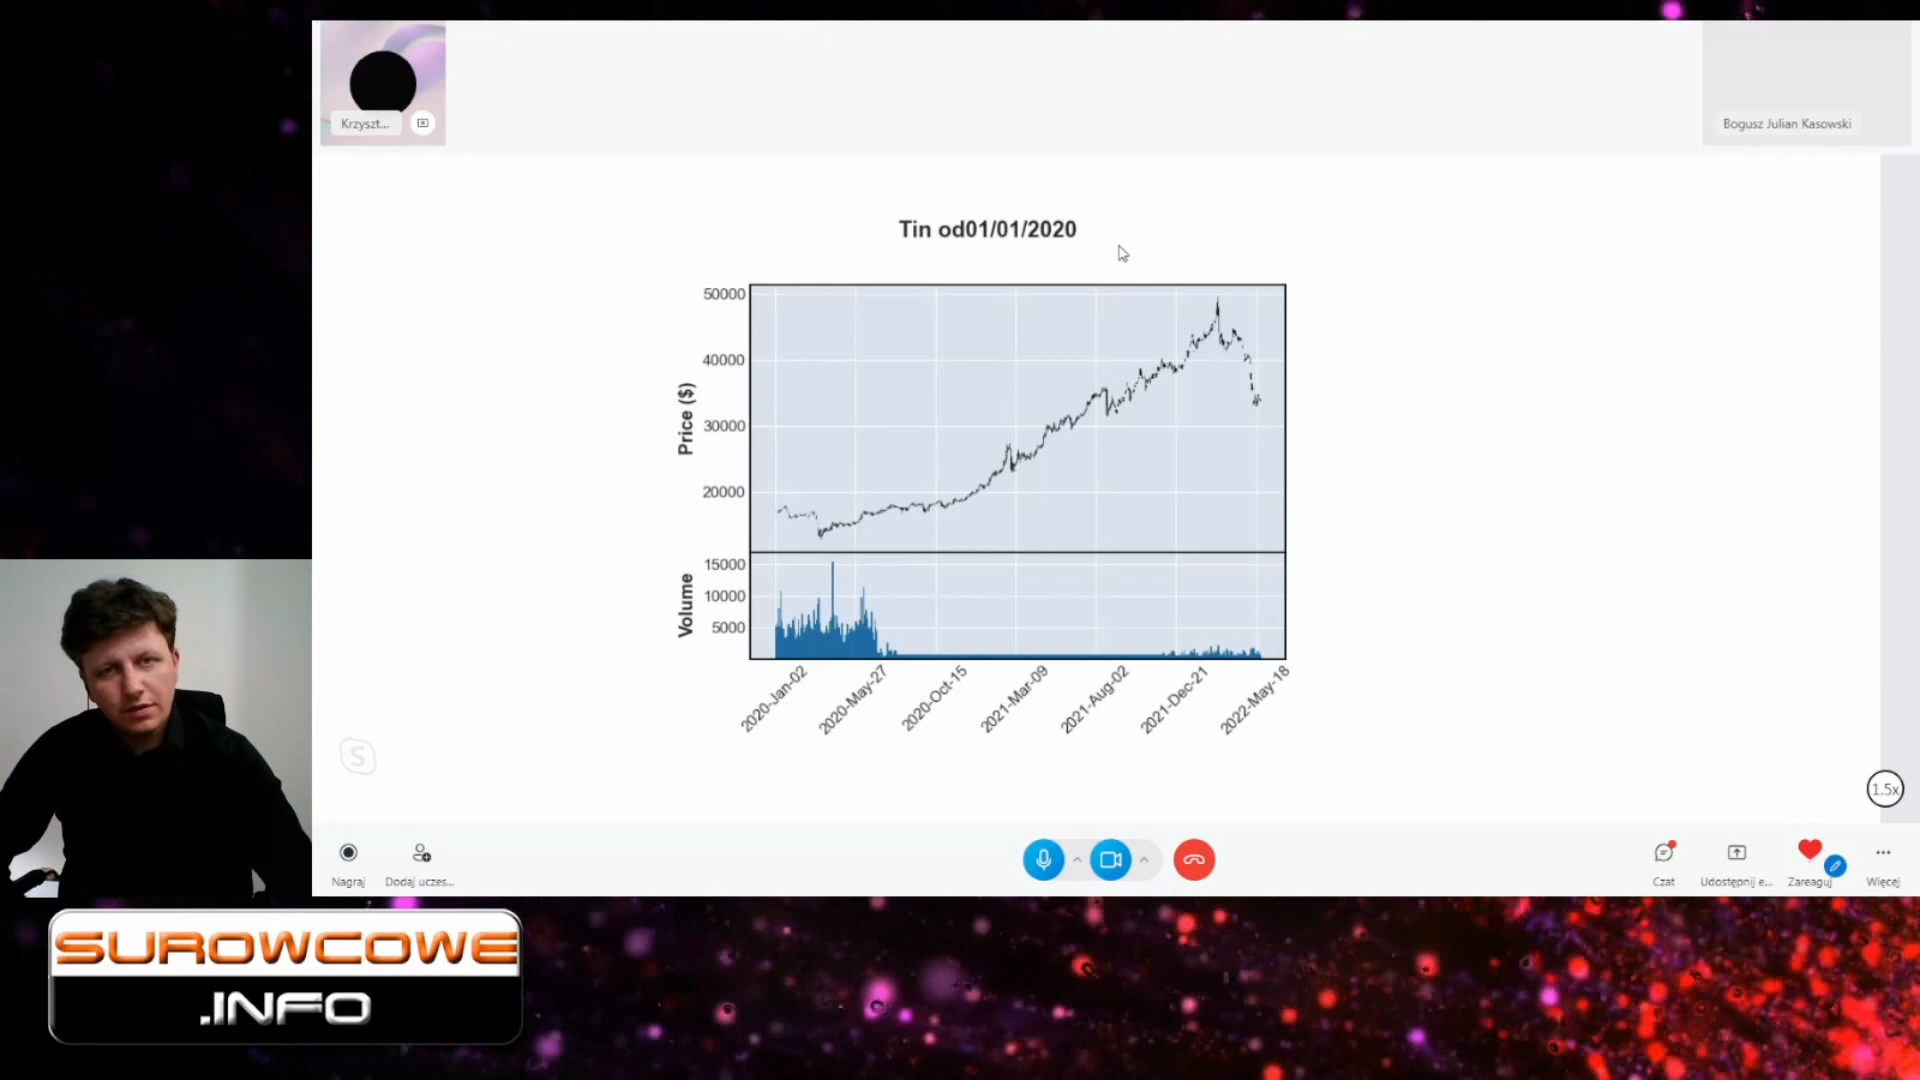 Krzyszt...
Bogusz Julian Kasowski
Tin od01/01/2020
Price ($)
50000
40000
30000
20000
Volume
15000
10000
5000
2020-Jan-02
2020-May-27
2020-Oct-15
2021-Mar-09
2021-Aug-02
2021-Dec-21
2022-May-18
S
1.5x
Nagraj
Dodaj uczes...
Czat
Udostępnij e...
Zareaguj
Więcej
SUROWCOWE
.INFO